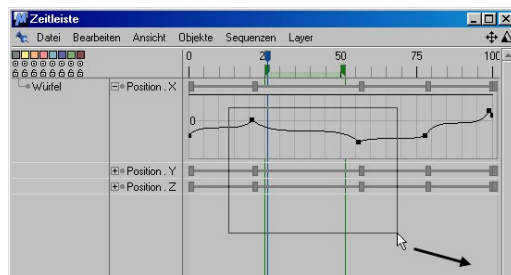 Zeitleiste
Datei Bearbeiten Ansicht Objekte Sequenzen Layer
0 25 50 75 100
Würfel Position . X
0
Position . Y
Position . Z